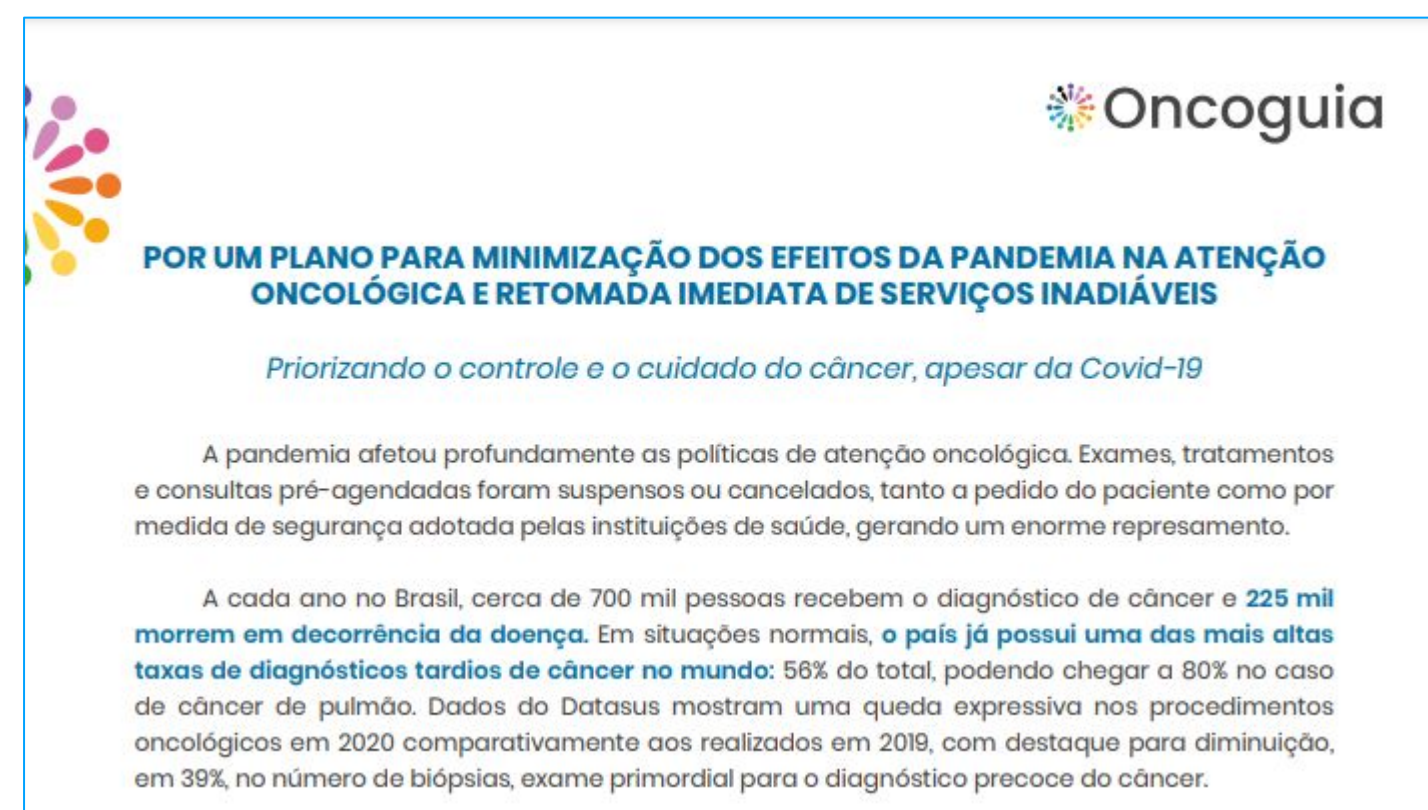 Oncoguia
POR UM PLANO PARA MINIMIZAÇÃO DOS EFEITOS DA PANDEMIA NA ATENÇÃO
ONCOLÓGICA E RETOMADA IMEDIATA DE SERVIÇOS INADIÁVEIS
Priorizando o controle e o cuidado do câncer, apesar da Covid-19
A pandemia afetou profundamente as políticas de atenção oncológica. Exames, tratamentos
e consultas pré-agendadas foram suspensos ou cancelados, tanto a pedido do paciente como por
medida de segurança adotada pelas instituições de saúde, gerando um enorme represamento.
A cada ano no Brasil, cerca de 700 mil pessoas recebem o diagnóstico de câncer e 225 mil
morrem em decorrência da doença. Em situações normais, o país já possui uma das mais altas
taxas de diagnósticos tardios de câncer no mundo: 56% do total, podendo chegar a 80% no caso
de câncer de pulmão. Dados do Datasus mostram uma queda expressiva nos procedimentos
oncológicos em 2020 comparativamente aos realizados em 2019, com destaque para diminuição,
em 39%, no número de biópsias, exame primordial para o diagnóstico precoce do câncer.